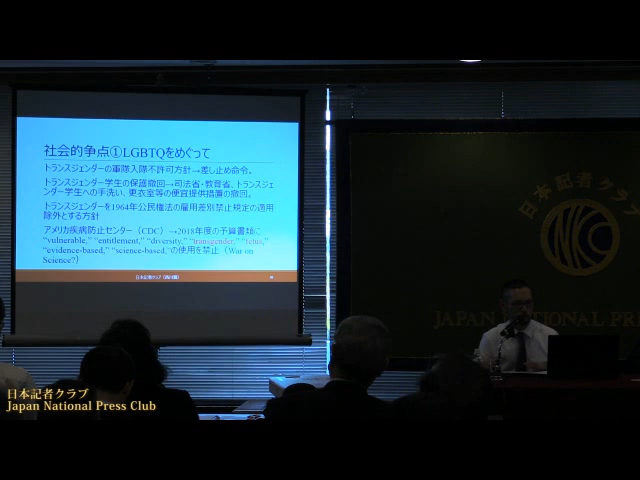 社会的争点①LGBTQをめぐって
トランスジェンダーの軍隊入隊不許可方針→差し止め命令。
トランスジェンダー学生の保護撤回→司法省・教育省、トランスジェ
ンダー学生への手洗い、更衣室等の便宜提供措置の撤回。
トランスジェンダーを1964年公民権法の雇用差別禁止規定の適用
除外とする方針
アメリカ疾病防止センター（CDC）→2018年度の予算書類に
"vulnerable," "entitlement," "diversity," "transgender," "fetus,"
"evidence-based," "science-based,"の使用を禁止（War on
Science?）
日本記者クラブ
日本記者クラブ
JAPAN NATIONAL PRE
日本記者クラブ
Japan National Press Club